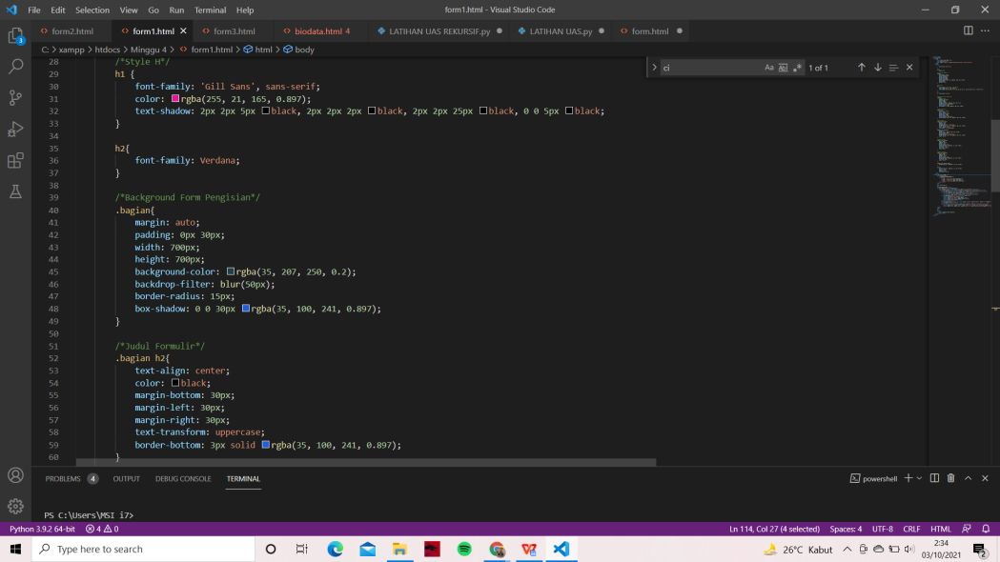 File Edit Selection View Go Run Terminal Help
form1.html - Visual Studio Code
form2.html form1.html form3.html biodata.html 4 LATIHAN UAS REKURSIF.py LATIHAN UAS.py form.html
C: > xampp > htdocs > Minggu 4 > form1.html > html > body
ci 1 of 1
28 /*Style H*/
29 h1 {
30 font-family: 'Gill Sans', sans-serif;
31 color: rgba(255, 21, 165, 0.897);
32 text-shadow: 2px 2px 5px black, 2px 2px 2px black, 2px 2px 25px black, 0 0 5px black;
33 }
34
35 h2{
36 font-family: Verdana;
37 }
38
39 /*Background Form Pengisian*/
40 .bagian{
41 margin: auto;
42 padding: 0px 30px;
43 width: 700px;
44 height: 700px;
45 background-color: rgba(35, 207, 250, 0.2);
46 backdrop-filter: blur(50px);
47 border-radius: 15px;
48 box-shadow: 0 0 30px rgba(35, 100, 241, 0.897);
49 }
50
51 /*Judul Formulir*/
52 .bagian h2{
53 text-align: center;
54 color: black;
55 margin-bottom: 30px;
56 margin-left: 30px;
57 margin-right: 30px;
58 text-transform: uppercase;
59 border-bottom: 3px solid rgba(35, 100, 241, 0.897);
60 }
PROBLEMS 4 OUTPUT DEBUG CONSOLE TERMINAL
powershell
PS C:\Users\MSI i7>
Python 3.9.2 64-bit 4 0 Ln 114, Col 27 (4 selected) Spaces: 4 UTF-8 CRLF HTML
Type here to search
26°C Kabut
2:34
03/10/2021
2